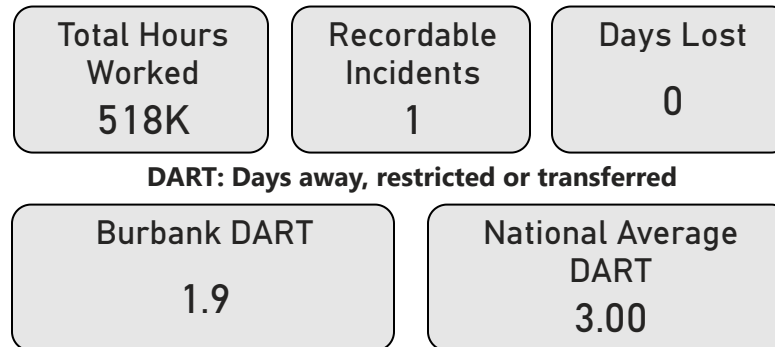 Total Hours
Worked
518K
Recordable
Incidents
1
Days Lost
0
DART: Days away, restricted or transferred
Burbank DART
1.9
National Average
DART
3.00